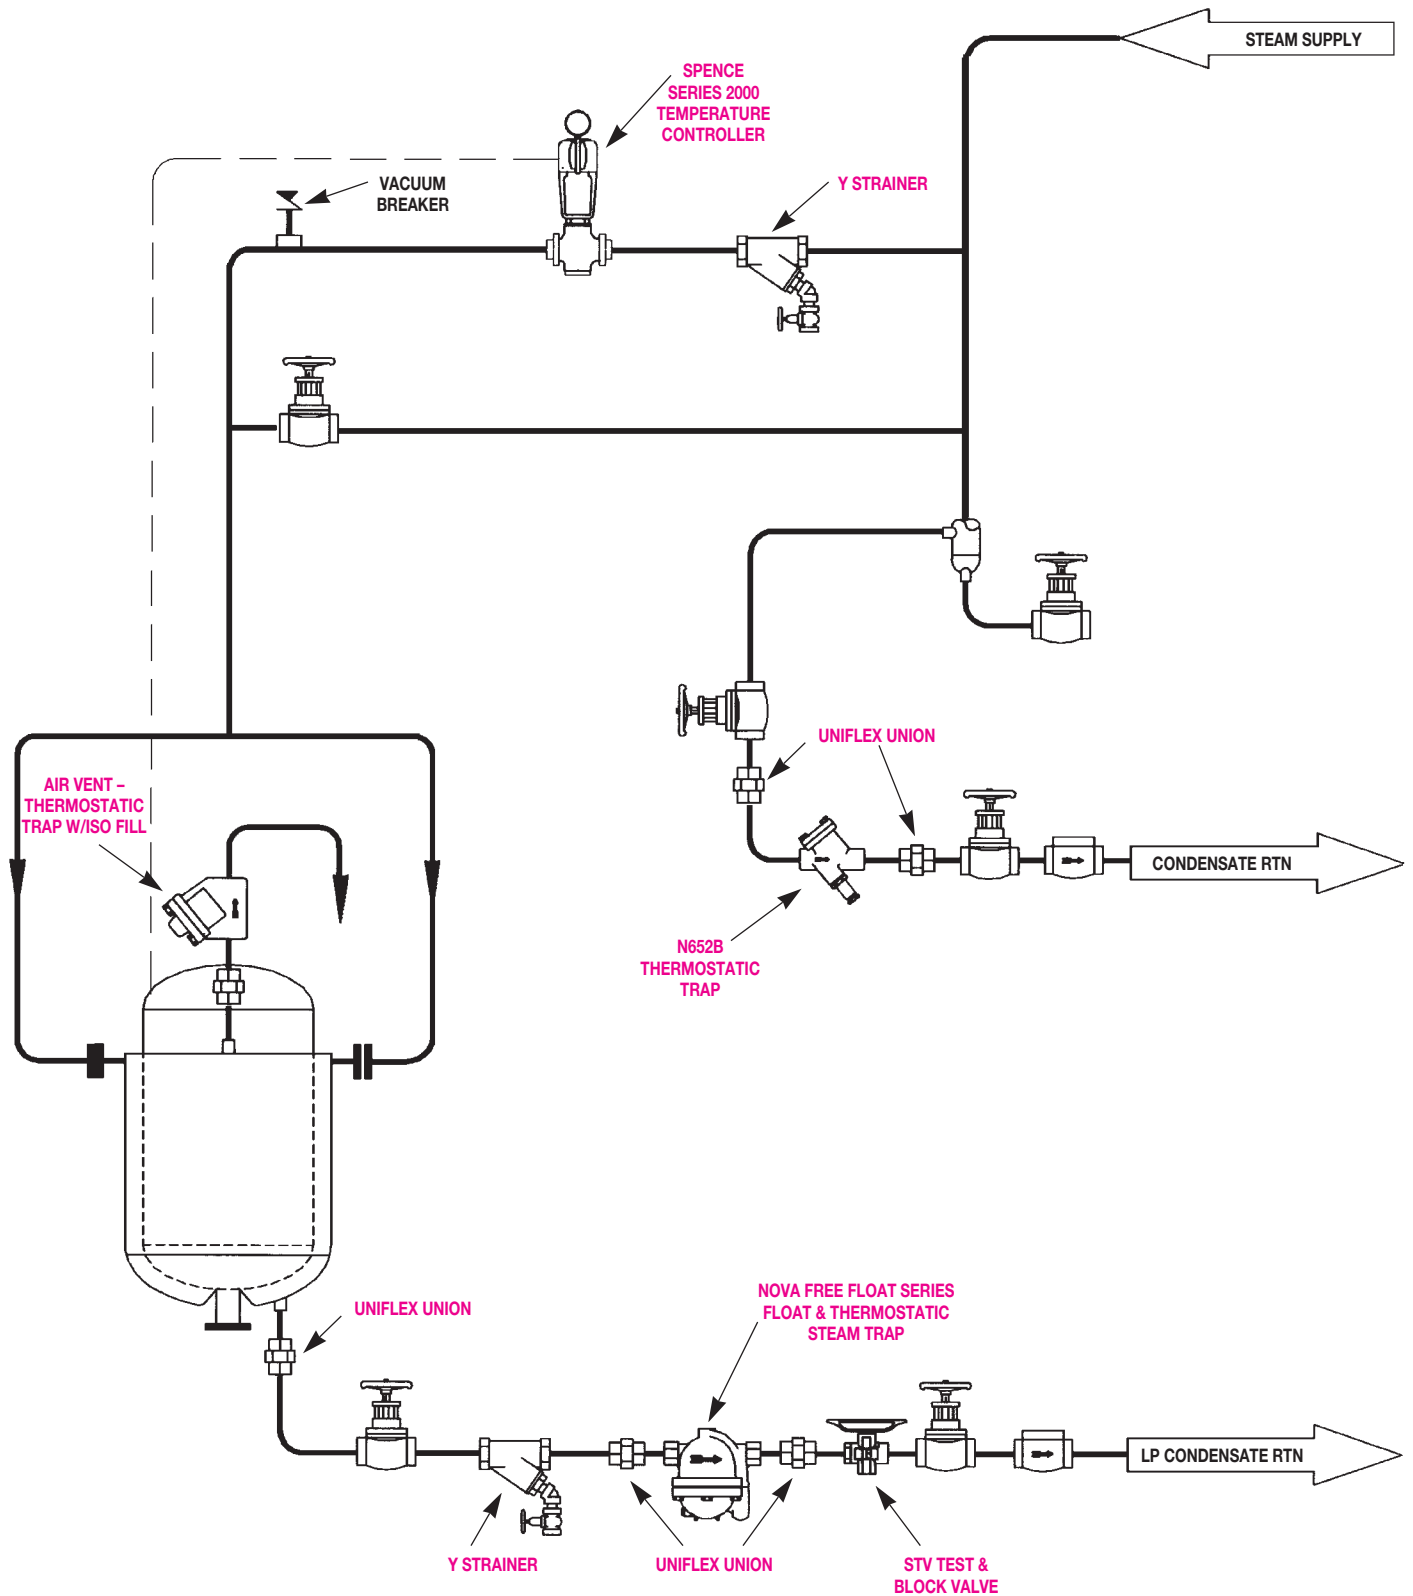 STEAM SUPPLY
SPENCE
SERIES 2000
TEMPERATURE
CONTROLLER
VACUUM
BREAKER
Y STRAINER
UNIFLEX UNION
AIR VENT –
THERMOSTATIC
TRAP W/ISO FILL
CONDENSATE RTN
N652B
THERMOSTATIC
TRAP
UNIFLEX UNION
NOVA FREE FLOAT SERIES
FLOAT & THERMOSTATIC
STEAM TRAP
LP CONDENSATE RTN
Y STRAINER
UNIFLEX UNION
STV TEST &
BLOCK VALVE